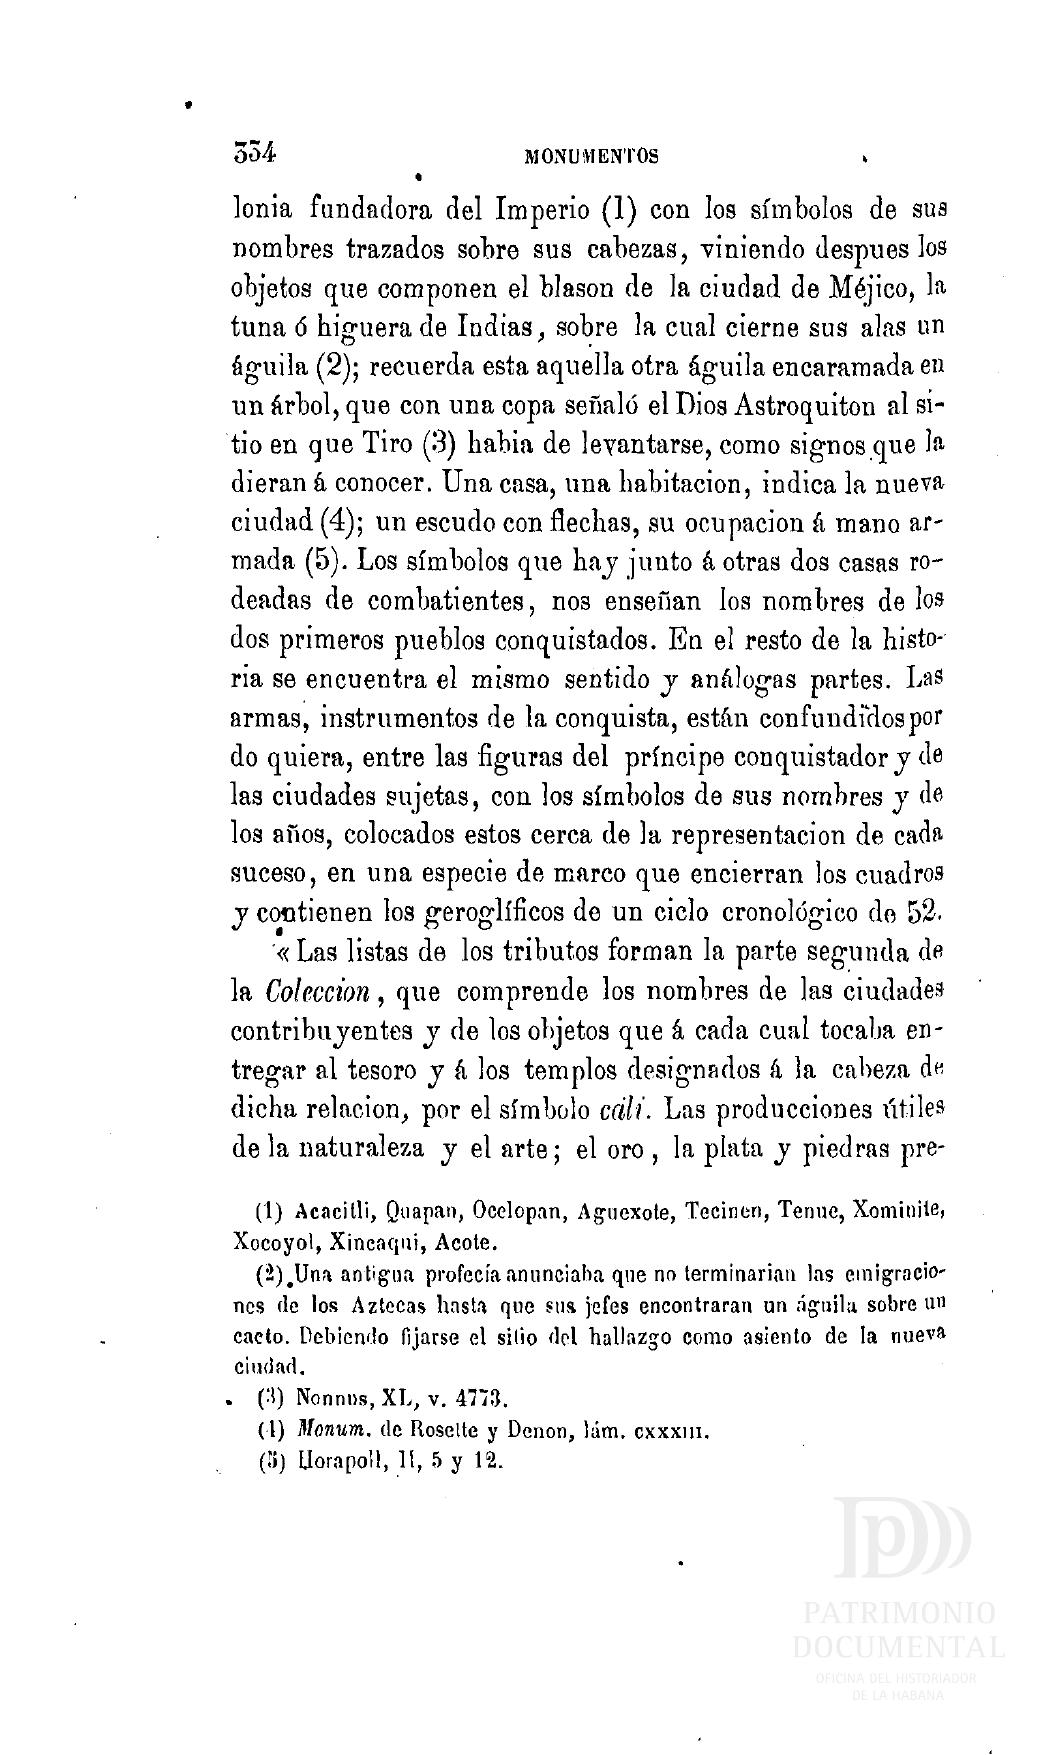 334 MONUMENTOS
lonia fundadora del Imperio (1) con los símbolos de sus
nombres trazados sobre sus cabezas, viniendo despues los
objetos que componen el blason de la ciudad de Méjico, la
tuna ó higuera de Indias, sobre la cual cierne sus alas un
águila (2); recuerda esta aquella otra águila encaramada en
un árbol, que con una copa señaló el Dios Astroquiton al si-
tio en que Tiro (3) habia de levantarse, como signos que la
dieran á conocer. Una casa, una habitacion, indica la nueva
ciudad (4); un escudo con flechas, su ocupacion á mano ar-
mada (5). Los símbolos que hay junto á otras dos casas ro-
deadas de combatientes, nos enseñan los nombres de los
dos primeros pueblos conquistados. En el resto de la histo-
ria se encuentra el mismo sentido y análogas partes. Las
armas, instrumentos de la conquista, están confundidos por
do quiera, entre las figuras del príncipe conquistador y de
las ciudades sujetas, con los símbolos de sus nombres y de
los años, colocados estos cerca de la representacion de cada
suceso, en una especie de marco que encierran los cuadros
y contienen los geroglíficos de un ciclo cronológico de 52.
« Las listas de los tributos forman la parte segunda de
la Coleccion, que comprende los nombres de las ciudades
contribuyentes y de los objetos que á cada cual tocaba en-
tregar al tesoro y á los templos designados á la cabeza de
dicha relacion, por el símbolo cáli. Las producciones útiles
de la naturaleza y el arte; el oro, la plata y piedras pre-
(1) Acacitli, Quapan, Ocelopan, Aguexote, Tecinen, Tenuc, Xominite,
Xocoyol, Xincaqui, Acote.
(2) Una antigua profecía anunciaba que no terminarian las emigracio-
nes de los Aztecas hasta que sus jefes encontraran un águila sobre un
cacto. Debiendo fijarse el sitio del hallazgo como asiento de la nueva
ciudad.
(3) Nonnus, XL, v. 4773.
(4) Monum. de Rosette y Denon, lám. CXXXIII.
(5) Horapoll, II, 5 y 12.
PATRIMONIO
DOCUMENTAL
OFICINA DEL HISTORIADOR
DE LA HABANA